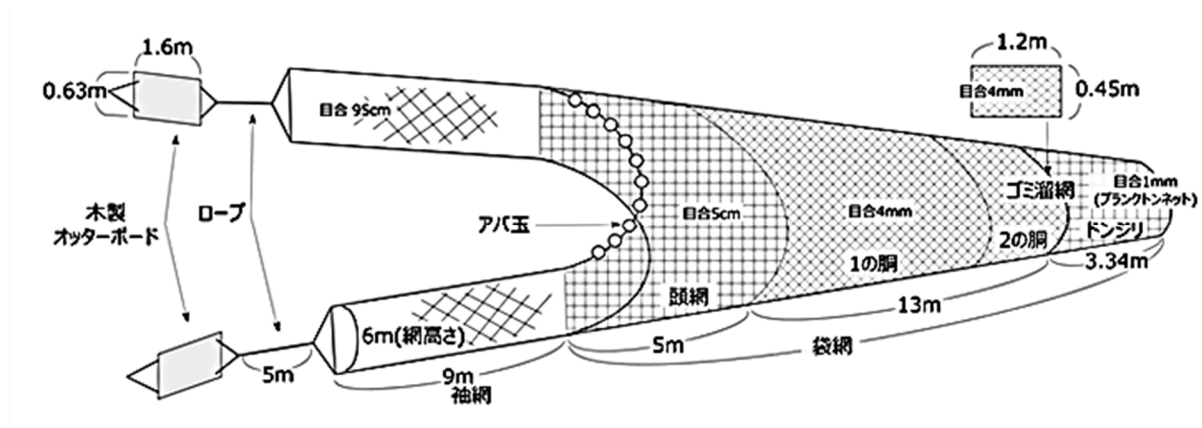 1.6m
0.63m
目合 95cm
木製
オッターボード
ロープ
アバ玉
目合5cm
頭網
目合4mm
1の胴
2の胴
1.2m
目合4mm
0.45m
ゴミ溜網
目合1mm
(プランクトンネット)
ドンジリ
3.34m
13m
袋網
5m
6m(網高さ)
5m
9m
袖網